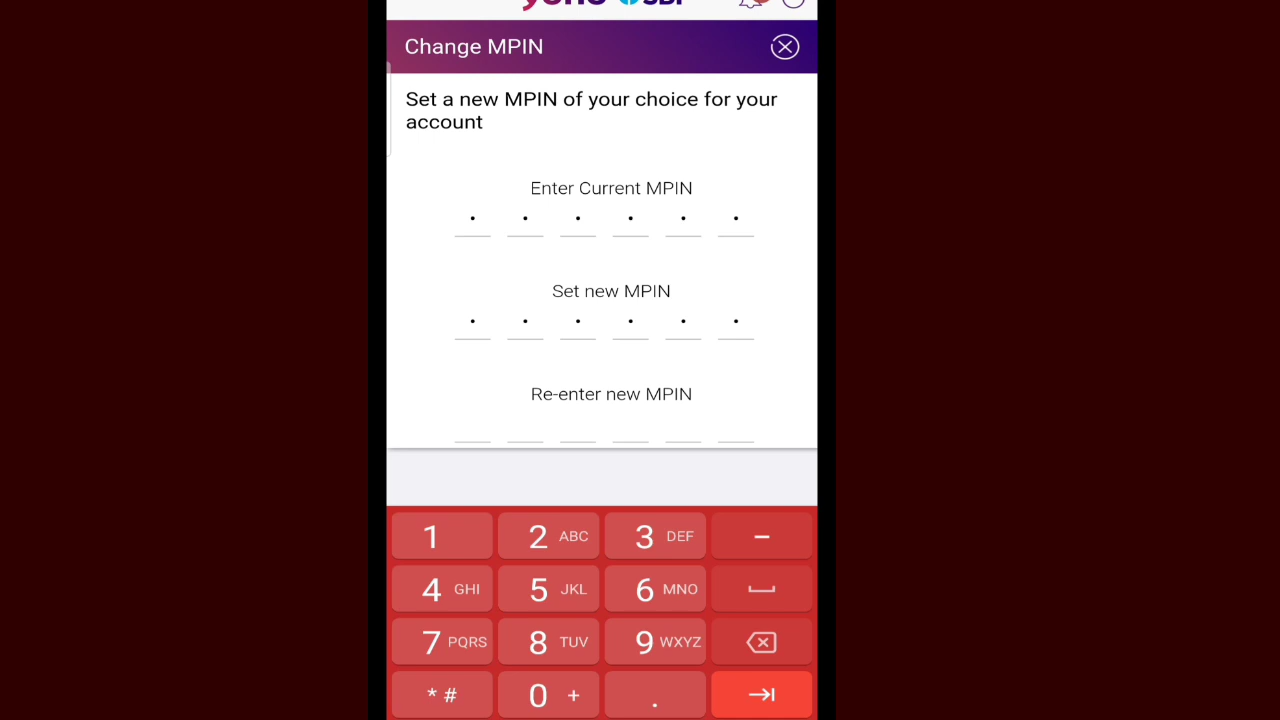 yono SBI
Change MPIN
Set a new MPIN of your choice for your
account
Enter Current MPIN
• • • • • •
Set new MPIN
• • • • • •
Re-enter new MPIN
1 2 ABC 3 DEF –
4 GHI 5 JKL 6 MNO
7 PQRS 8 TUV 9 WXYZ
* # 0 + .